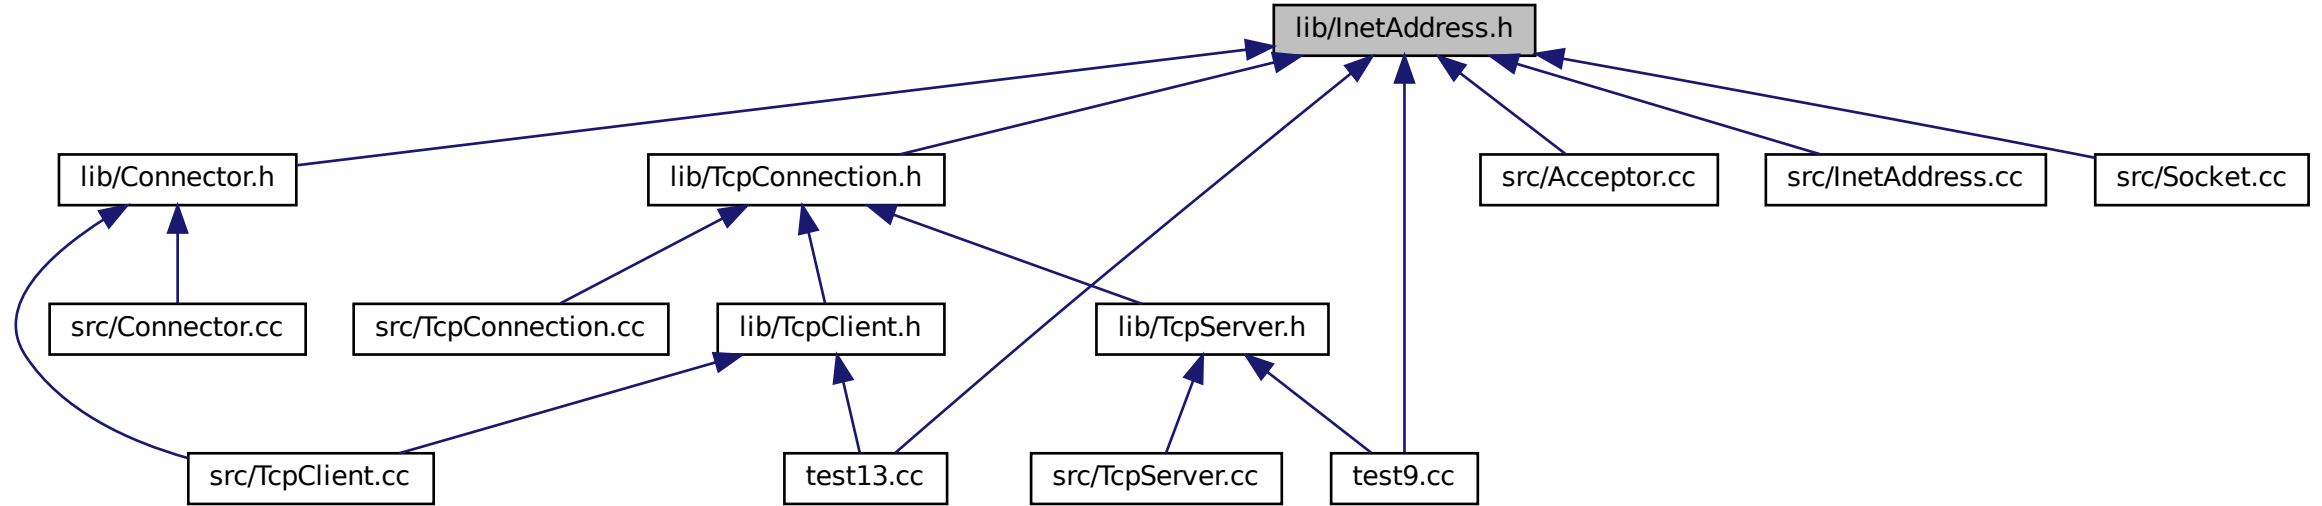 lib/InetAddress.h
lib/Connector.h
lib/TcpConnection.h
src/Acceptor.cc
src/InetAddress.cc
src/Socket.cc
src/Connector.cc
src/TcpConnection.cc
lib/TcpClient.h
lib/TcpServer.h
src/TcpClient.cc
test13.cc
src/TcpServer.cc
test9.cc